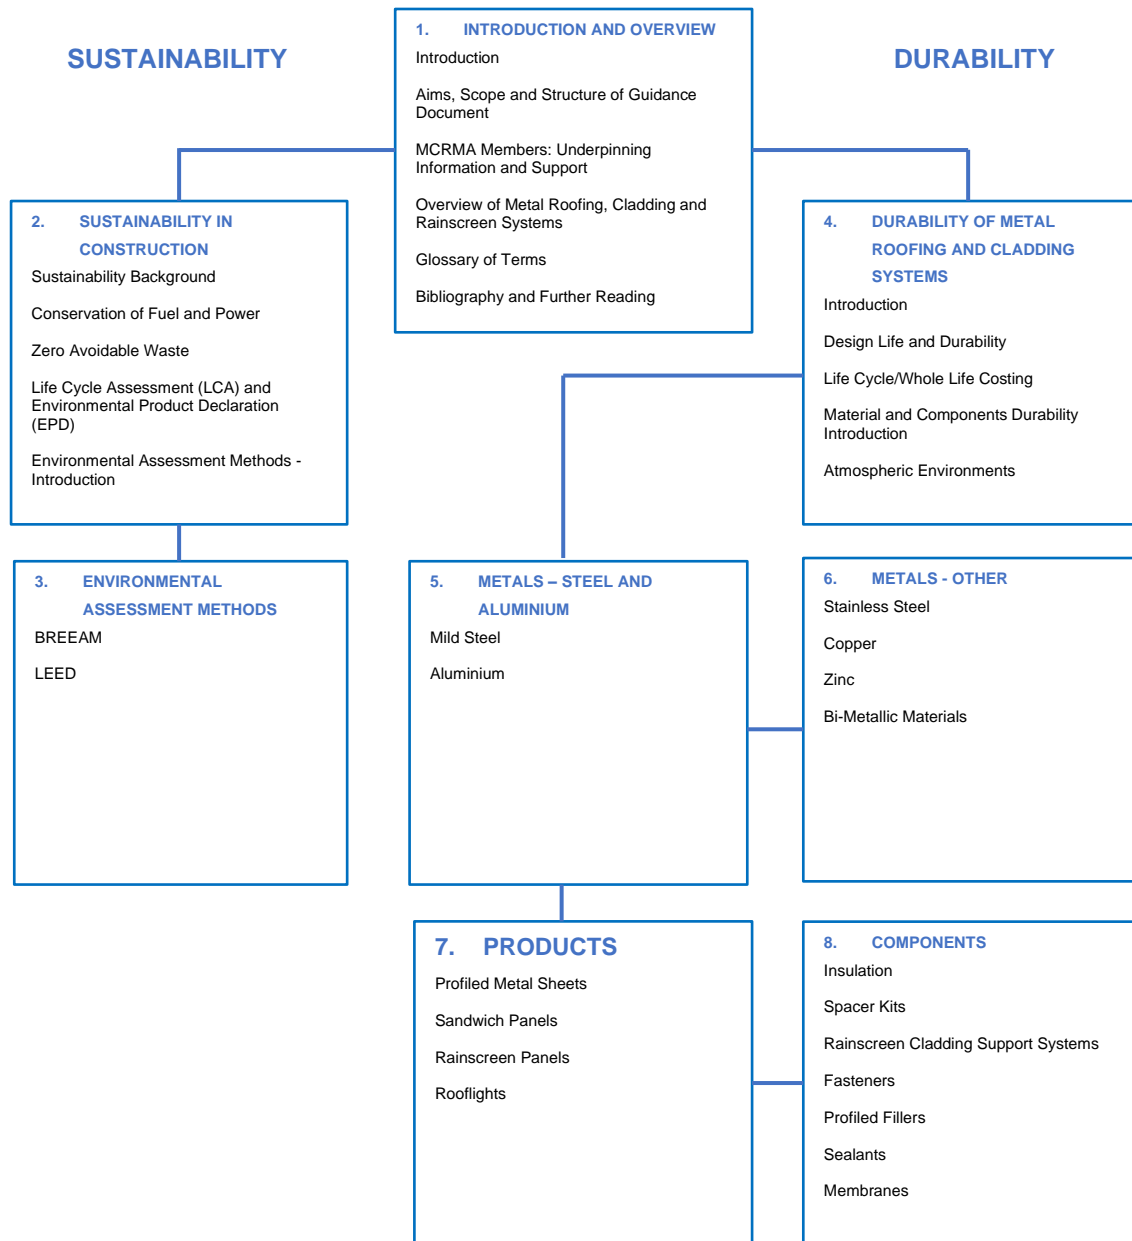 SUSTAINABILITY
DURABILITY
1. INTRODUCTION AND OVERVIEW
Introduction
Aims, Scope and Structure of Guidance
Document
MCRMA Members: Underpinning
Information and Support
Overview of Metal Roofing, Cladding and
Rainscreen Systems
Glossary of Terms
Bibliography and Further Reading
2. SUSTAINABILITY IN
CONSTRUCTION
Sustainability Background
Conservation of Fuel and Power
Zero Avoidable Waste
Life Cycle Assessment (LCA) and
Environmental Product Declaration
(EPD)
Environmental Assessment Methods -
Introduction
4. DURABILITY OF METAL
ROOFING AND CLADDING
SYSTEMS
Introduction
Design Life and Durability
Life Cycle/Whole Life Costing
Material and Components Durability
Introduction
Atmospheric Environments
3. ENVIRONMENTAL
ASSESSMENT METHODS
BREEAM
LEED
5. METALS – STEEL AND
ALUMINIUM
Mild Steel
Aluminium
6. METALS - OTHER
Stainless Steel
Copper
Zinc
Bi-Metallic Materials
7. PRODUCTS
Profiled Metal Sheets
Sandwich Panels
Rainscreen Panels
Rooflights
8. COMPONENTS
Insulation
Spacer Kits
Rainscreen Cladding Support Systems
Fasteners
Profiled Fillers
Sealants
Membranes